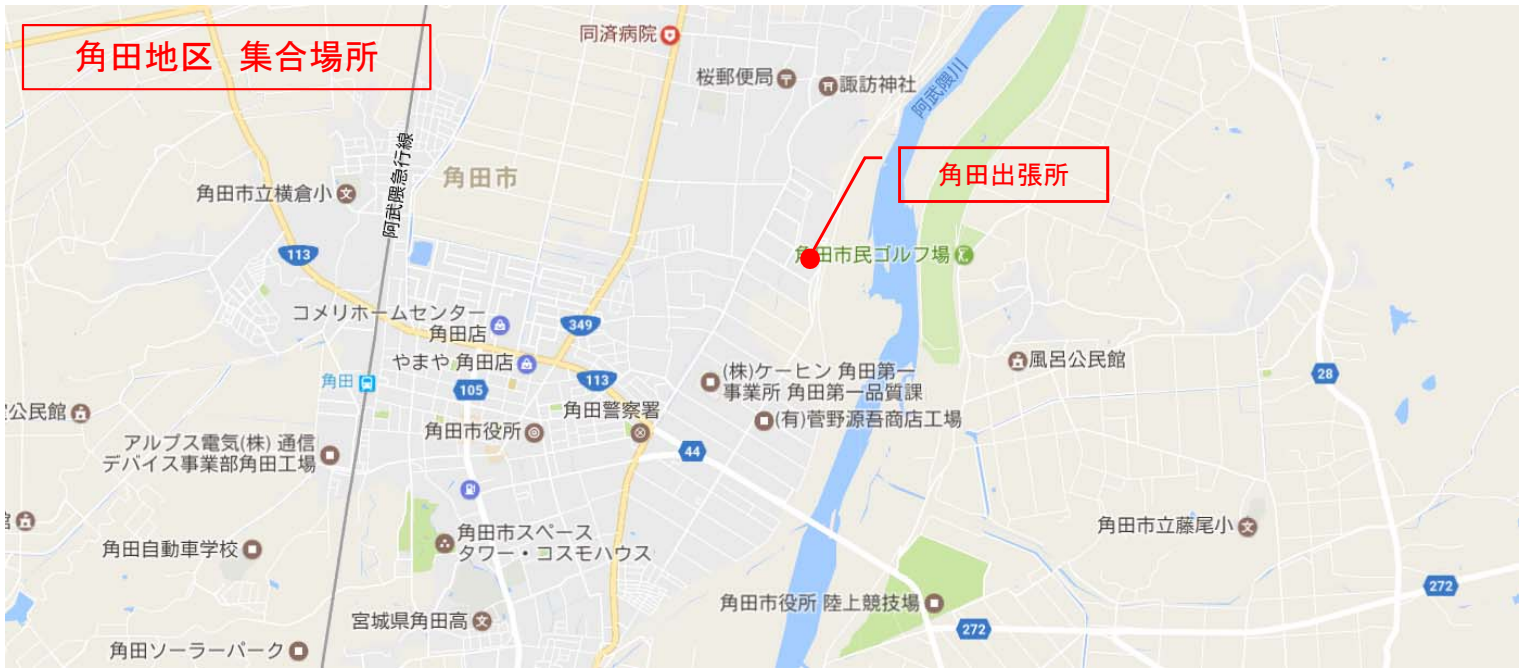 角田地区 集合場所
同済病院
桜郵便局
諏訪神社
阿武隈川
角田市
角田市立横倉小
阿武隈急行線
角田出張所
113
角田市民ゴルフ場
コメリホームセンター
角田店
349
やまや 角田店
角田
105
113
(株)ケーヒン 角田第一
事業所 角田第一品質課
風呂公民館
28
公民館
角田市役所
角田警察署
(有)菅野源吾商店工場
アルプス電気(株) 通信
デバイス事業部角田工場
44
角田市スペース
タワー・コスモハウス
角田市立藤尾小
角田自動車学校
272
宮城県角田高
角田市役所 陸上競技場
272
角田ソーラーパーク